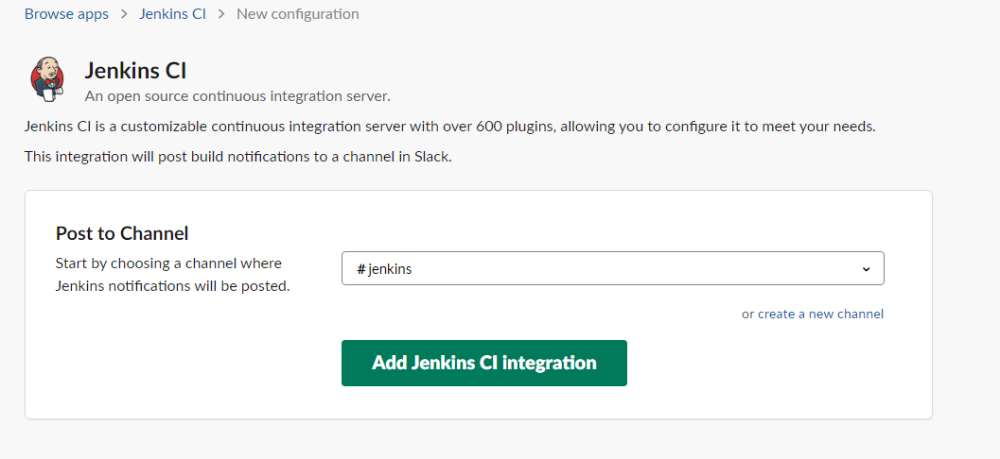 Browse apps > Jenkins CI > New configuration
Jenkins CI
An open source continuous integration server.
Jenkins CI is a customizable continuous integration server with over 600 plugins, allowing you to configure it to meet your needs.
This integration will post build notifications to a channel in Slack.
Post to Channel
Start by choosing a channel where
Jenkins notifications will be posted.
#jenkins
or create a new channel
Add Jenkins CI integration